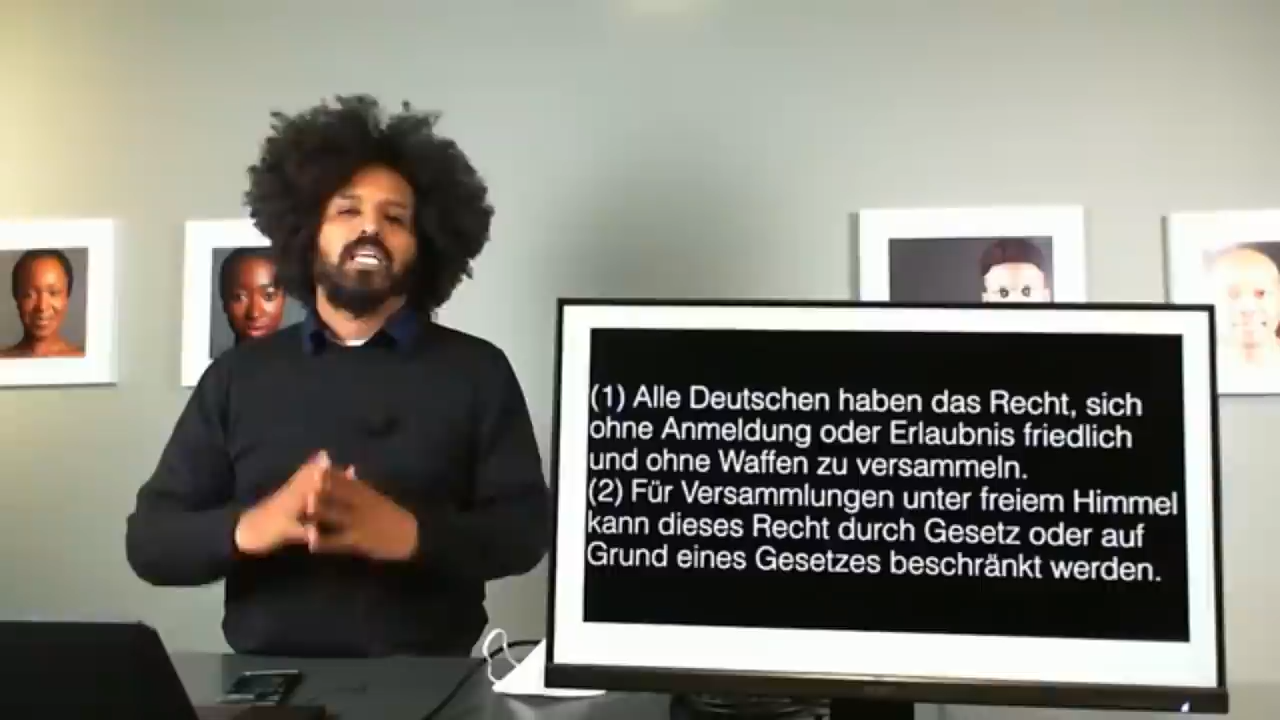 (1) Alle Deutschen haben das Recht, sich
ohne Anmeldung oder Erlaubnis friedlich
und ohne Waffen zu versammeln.
(2) Für Versammlungen unter freiem Himmel
kann dieses Recht durch Gesetz oder auf
Grund eines Gesetzes beschränkt werden.